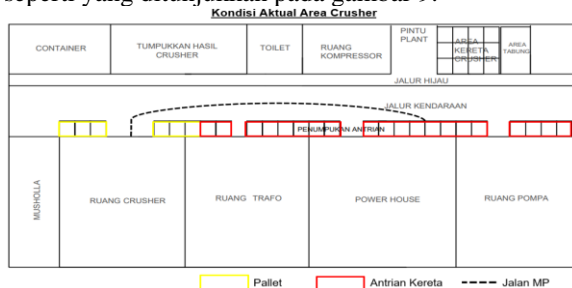 seperti yang ditunjukkan pada gambar 9.
Kondisi Aktual Area Crusher
CONTAINER
TUMPUKKAN HASIL
CRUSHER
TOILET
RUANG
KOMPRESSOR
PINTU
PLANT
AREA
KERETA
CRUSHER
AREA
TABUNG
JALUR HIJAU
JALUR KENDARAAN
PENUMPUKAN ANTRIAN
MUSHOLLA
RUANG CRUSHER
RUANG TRAFO
POWER HOUSE
RUANG POMPA
Pallet
Antrian Kereta
Jalan MP